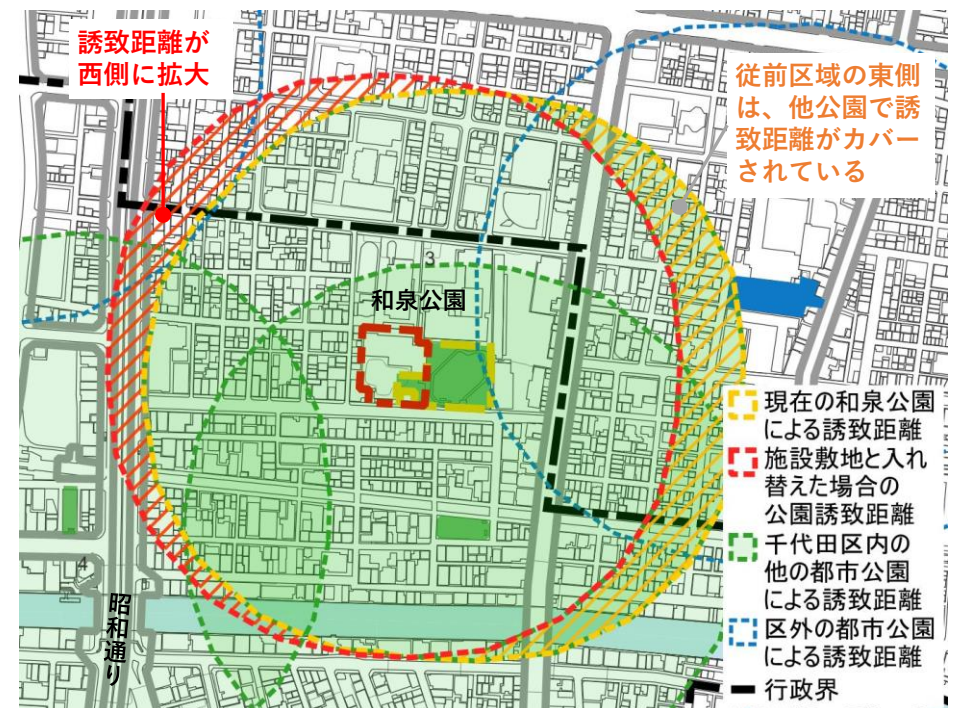 誘致距離が
西側に拡大
従前区域の東側
は、他公園で誘
致距離がカバー
されている
3
和泉公園
4
昭和通り
現在の和泉公園
による誘致距離
施設敷地と入れ
替えた場合の
公園誘致距離
千代田区内の
他の都市公園
による誘致距離
区外の都市公園
による誘致距離
行政界